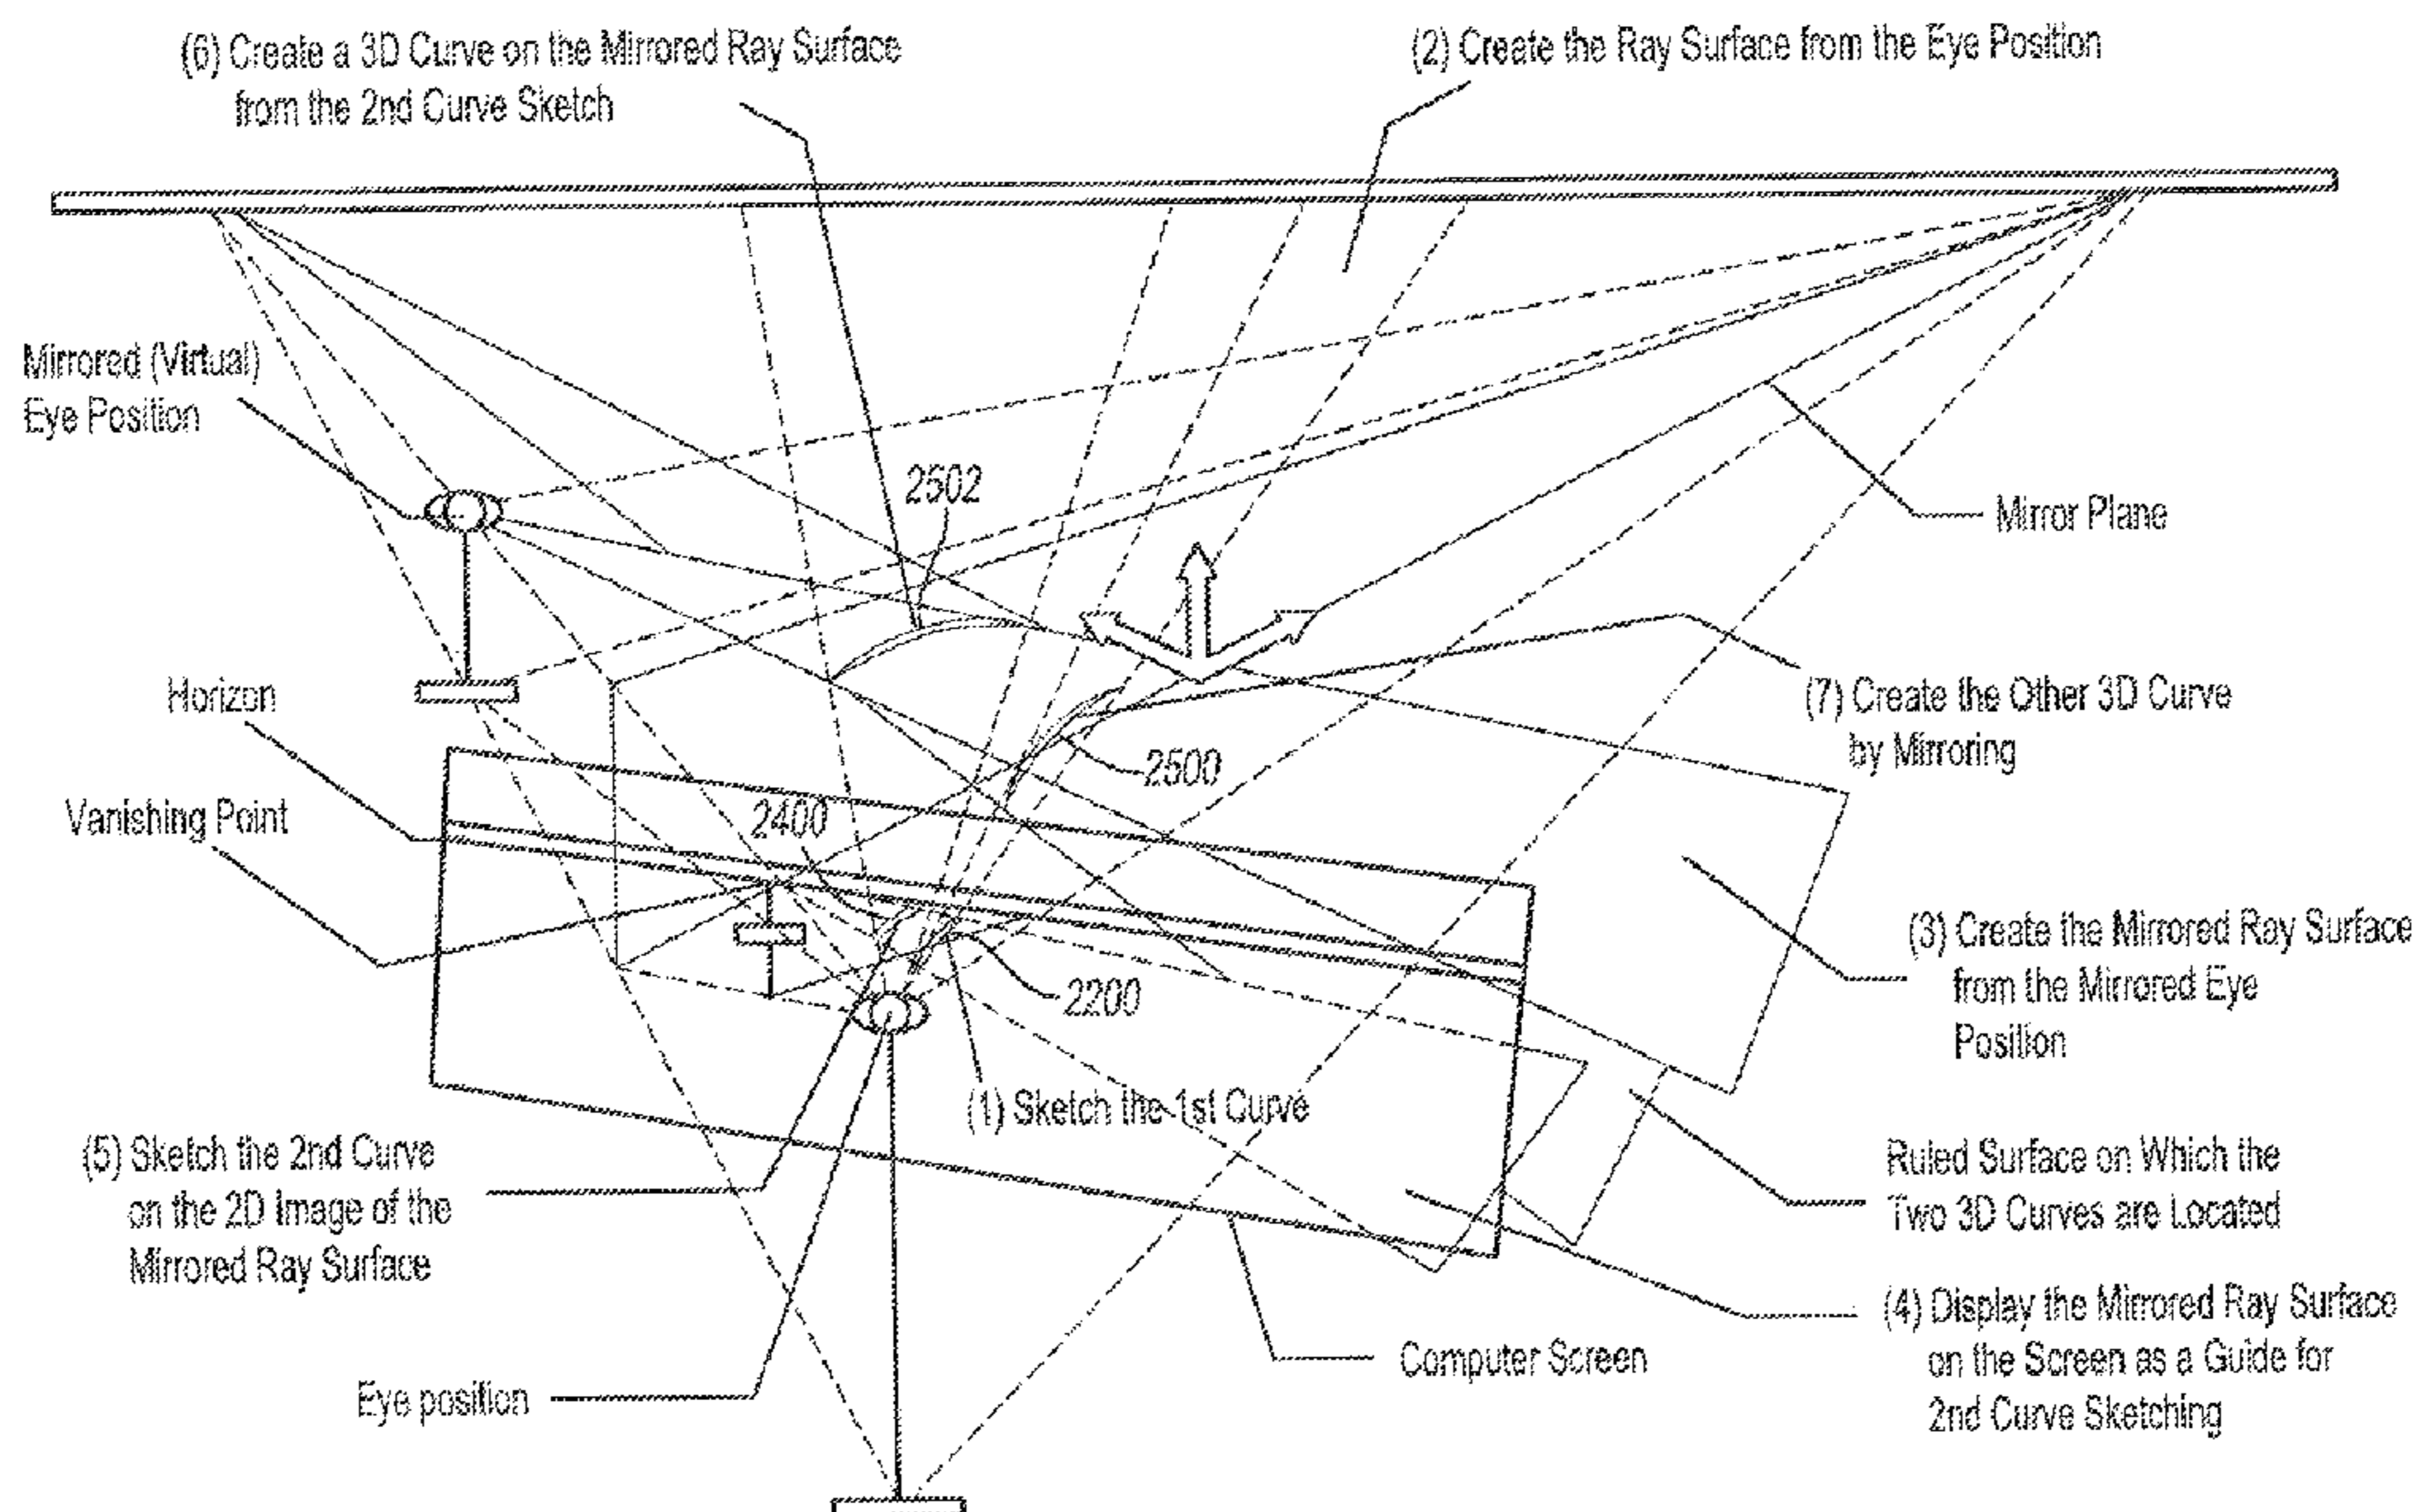 (6) Create a 3D Curve on the Mirrored Ray Surface
from the 2nd Curve Sketch
(2) Create the Ray Surface from the Eye Position
Mirrored (Virtual)
Eye Position
2502
Mirror Plane
Horizon
(7) Create the Other 3D Curve
by Mirroring
2500
Vanishing Point
2400
(3) Create the Mirrored Ray Surface
from the Mirrored Eye
Position
2200
(1) Sketch the 1st Curve
(5) Sketch the 2nd Curve
on the 2D Image of the
Mirrored Ray Surface
Ruled Surface on Which the
Two 3D Curves are Located
(4) Display the Mirrored Ray Surface
on the Screen as a Guide for
2nd Curve Sketching
Computer Screen
Eye position